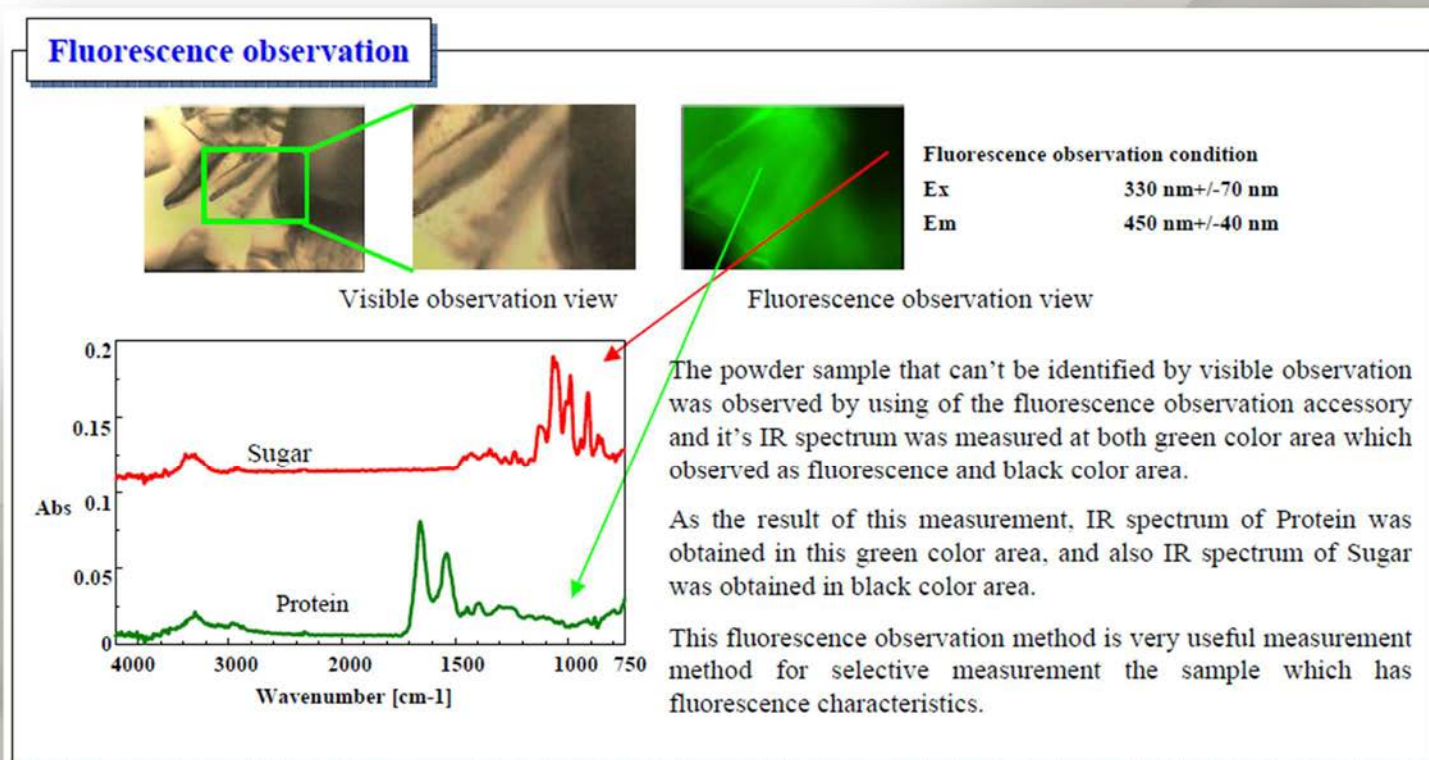 Fluorescence observation
Fluorescence observation condition
Ex 330 nm+/-70 nm
Em 450 nm+/-40 nm
Visible observation view
Fluorescence observation view
0.2
0.15
Sugar
0.1
Abs
0.05
Protein
0
4000 3000 2000 1500 1000 750
Wavenumber [cm-1]
The powder sample that can't be identified by visible observation
was observed by using of the fluorescence observation accessory
and it's IR spectrum was measured at both green color area which
observed as fluorescence and black color area.
As the result of this measurement, IR spectrum of Protein was
obtained in this green color area, and also IR spectrum of Sugar
was obtained in black color area.
This fluorescence observation method is very useful measurement
method for selective measurement the sample which has
fluorescence characteristics.